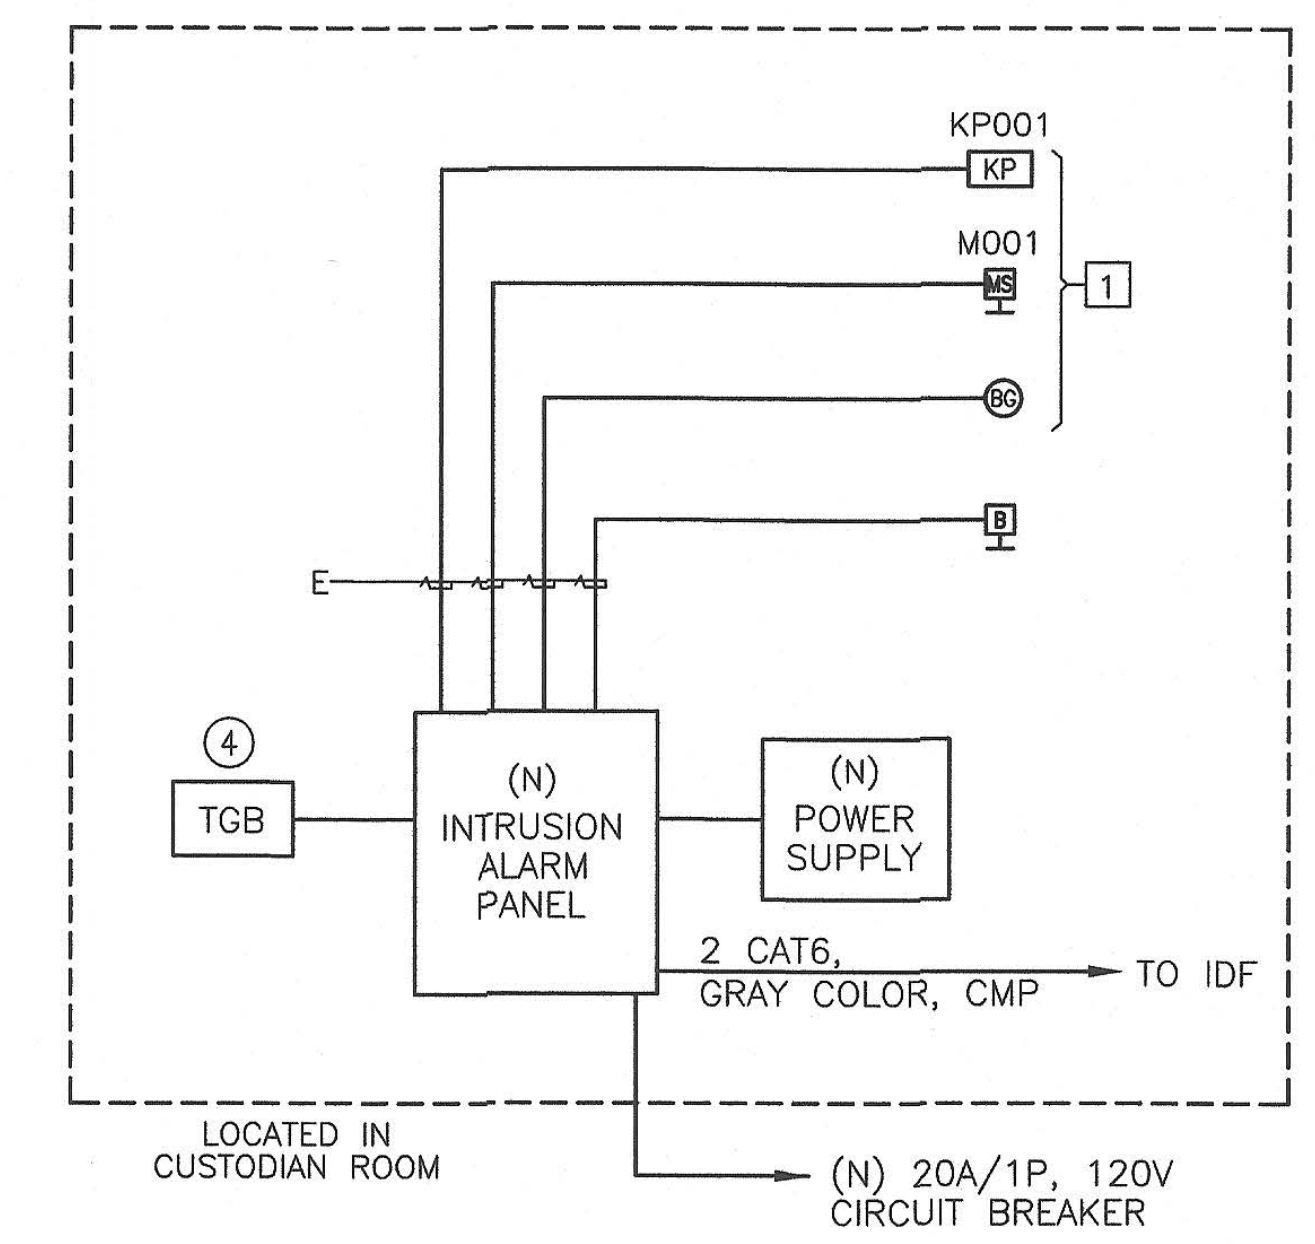 KP001
KP
M001
MS
1
BG
B
E
4
TGB
(N)
INTRUSION
ALARM
PANEL
(N)
POWER
SUPPLY
2 CAT6,
GRAY COLOR, CMP
TO IDF
LOCATED IN
CUSTODIAN ROOM
(N) 20A/1P, 120V
CIRCUIT BREAKER